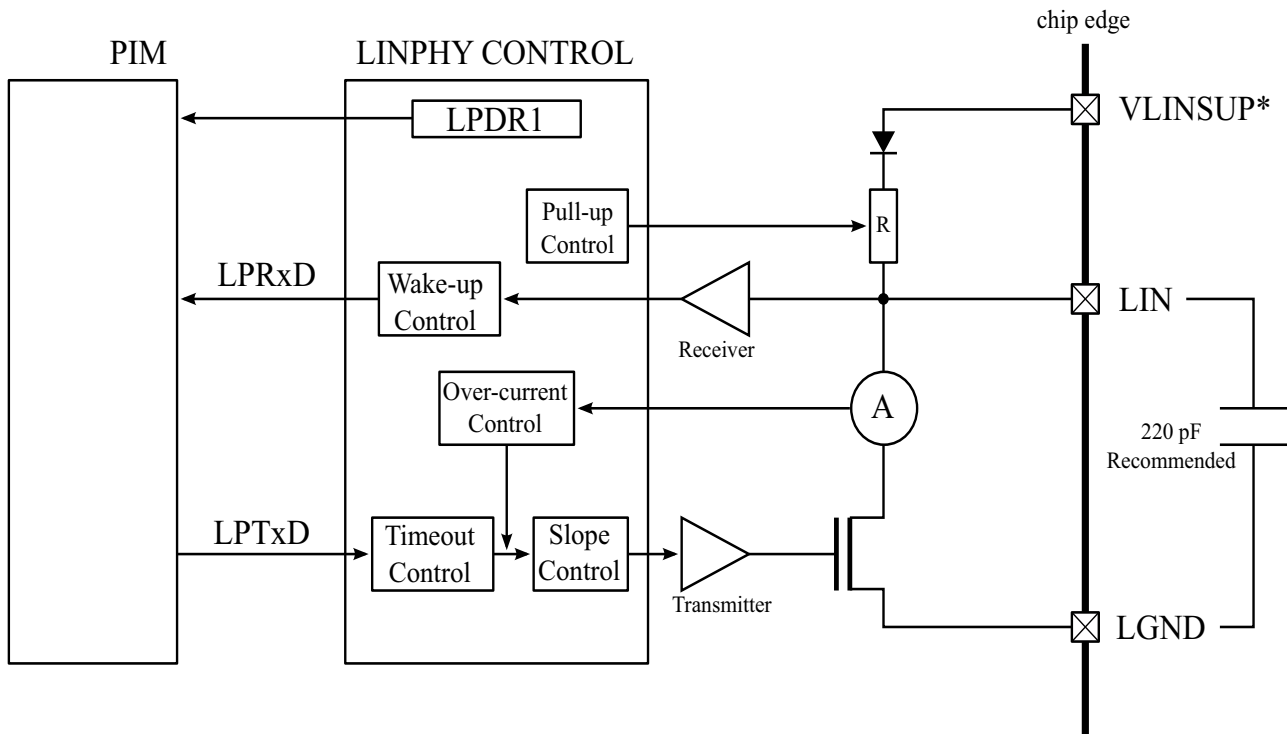 chip edge
PIM
LINPHY CONTROL
LPDR1
VLINSUP*
Pull-up
Control
R
LPRxD
Wake-up
Control
Receiver
LIN
Over-current
Control
A
220 pF
Recommended
LPTxD
Timeout
Control
Slope
Control
Transmitter
LGND